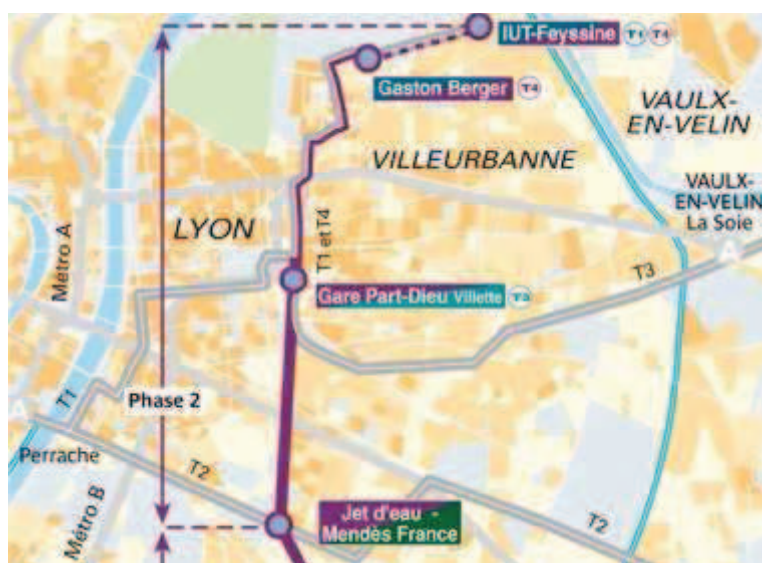 IUT-Feyssine T1 T4
Gaston Berger T4
VAULX-
EN-VELIN
VILLEURBANNE
VAULX-
EN-VELIN
La Soie
A
LYON
T1 et T4
Métro A
T3
Gare Part-Dieu Villette T3
Phase 2
T1
A
Perrache
T2
Métro B
Jet d'eau -
Mendès France
T2